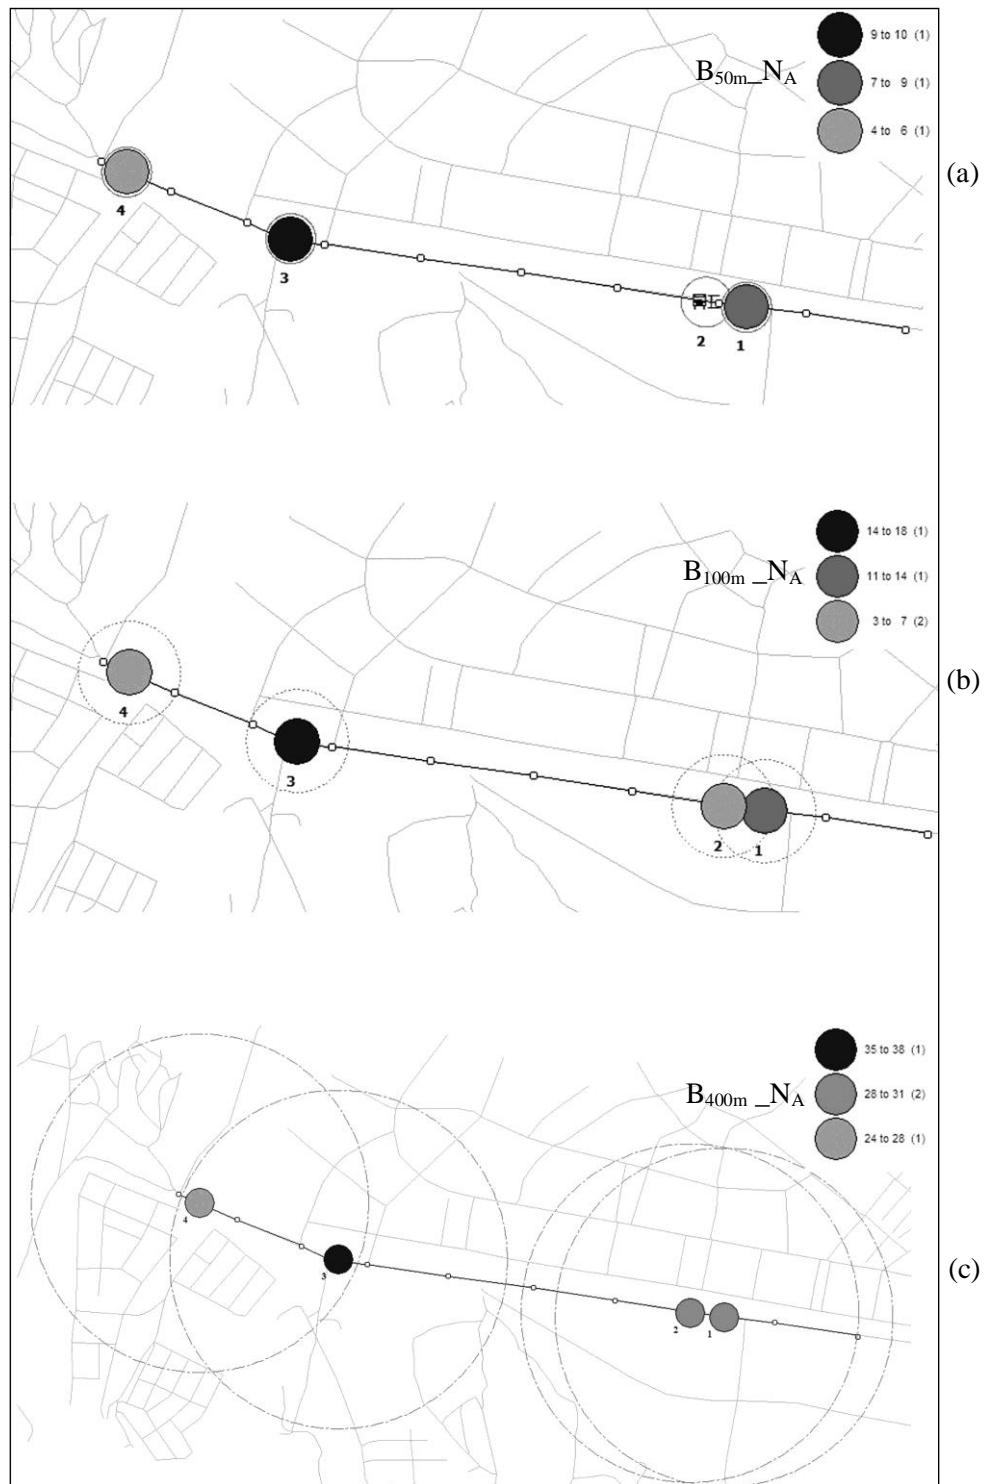 9 to 10 (1)
B50m_NA
7 to 9 (1)
4 to 6 (1)
(a)
4
3
2
1
14 to 18 (1)
B100m _NA
11 to 14 (1)
3 to 7 (2)
(b)
4
3
2
1
35 to 38 (1)
B400m _NA
28 to 31 (2)
24 to 28 (1)
4
3
(c)
2
1